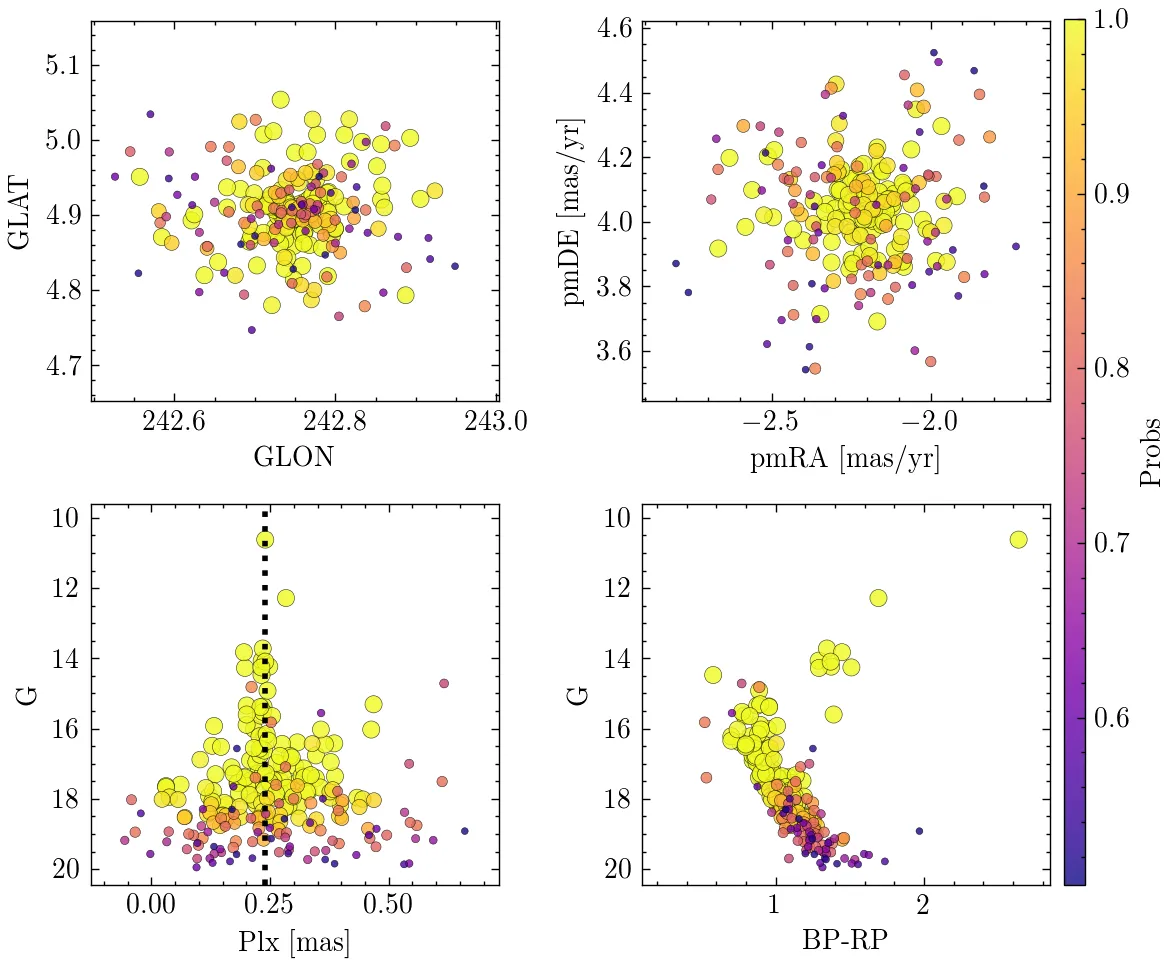 5.1
5.0
4.9
4.8
4.7
GLAT
242.6 242.8 243.0
GLON
4.6
4.4
4.2
4.0
3.8
3.6
pmDE [mas/yr]
−2.5 −2.0
pmRA [mas/yr]
10
12
14
16
18
20
G
0.00 0.25 0.50
Plx [mas]
10
12
14
16
18
20
G
1 2
BP-RP
1.0
0.9
0.8
0.7
0.6
Probs